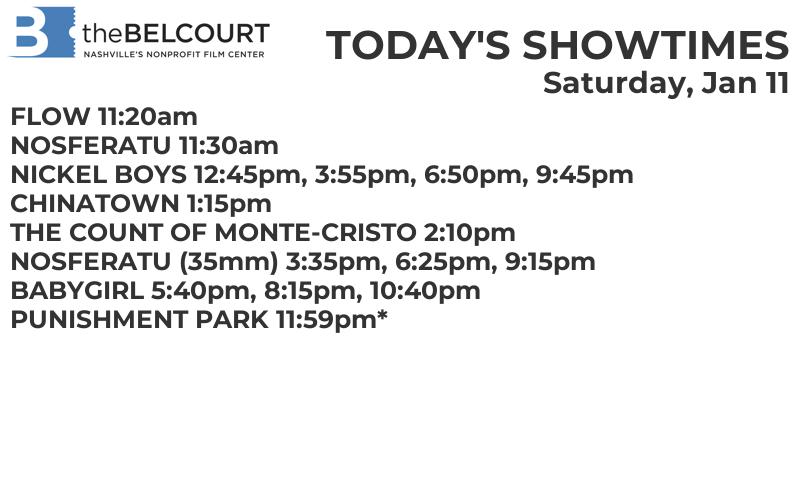 B theBELCOURT
NASHVILLE'S NONPROFIT FILM CENTER
TODAY'S SHOWTIMES
Saturday, Jan 11
FLOW 11:20am
NOSFERATU 11:30am
NICKEL BOYS 12:45pm, 3:55pm, 6:50pm, 9:45pm
CHINATOWN 1:15pm
THE COUNT OF MONTE-CRISTO 2:10pm
NOSFERATU (35mm) 3:35pm, 6:25pm, 9:15pm
BABYGIRL 5:40pm, 8:15pm, 10:40pm
PUNISHMENT PARK 11:59pm*